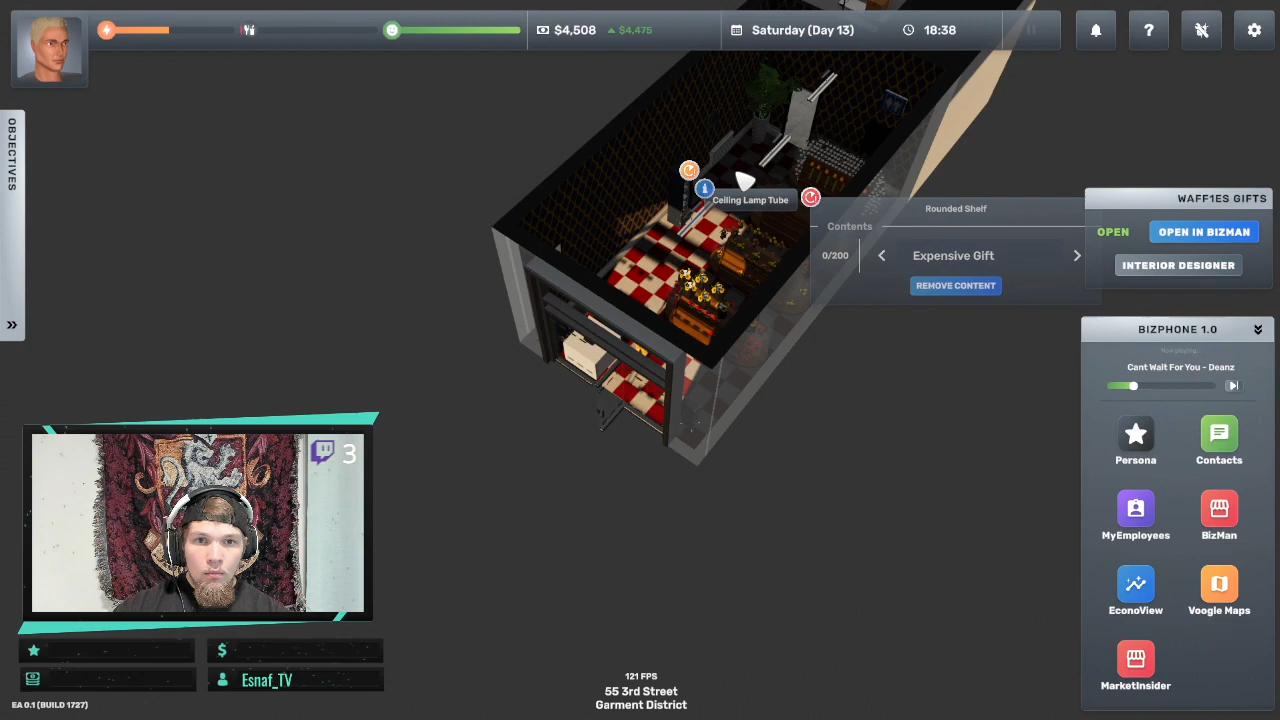 $4,508
$4,475
Saturday (Day 13)
18:38
OBJECTIVES
Ceiling Lamp Tube
Rounded Shelf
Contents
0/200
Expensive Gift
REMOVE CONTENT
WAFF1ES GIFTS
OPEN
OPEN IN BIZMAN
INTERIOR DESIGNER
BIZPHONE 1.0
Now playing:
Cant Wait For You - Deanz
Persona
Contacts
MyEmployees
BizMan
EconoView
Voogle Maps
MarketInsider
3
Esnaf_TV
121 FPS
55 3rd Street
Garment District
EA 0.1 (BUILD 1727)